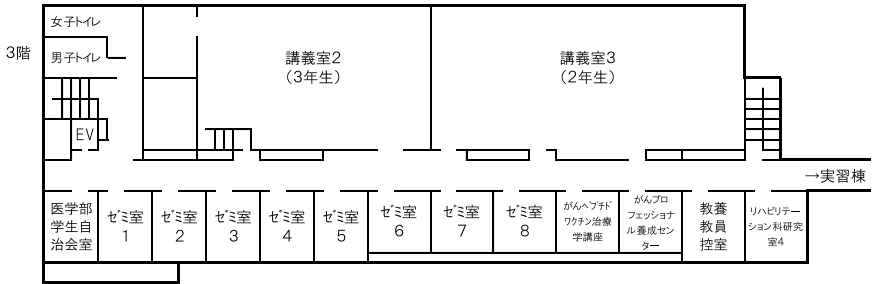 女子トイレ
3階
男子トイレ
講義室2
(3年生)
講義室3
(2年生)
EV
→実習棟
医学部
学生自
治会室
ゼミ室
1
ゼミ室
2
ゼミ室
3
ゼミ室
4
ゼミ室
5
ゼミ室
6
ゼミ室
7
ゼミ室
8
がんペプチド
ワクチン治療
学講座
がんプロ
フェッショナ
ル養成セン
ター
教養
教員
控室
リハビリテー
ション科研究
室4